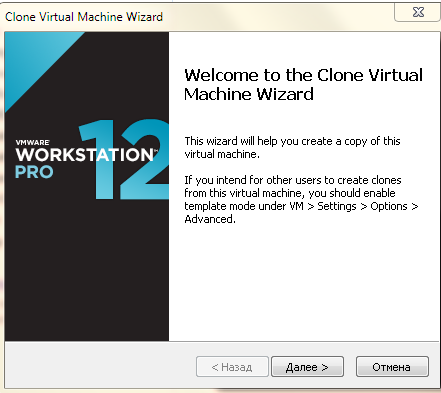 Clone Virtual Machine Wizard
Welcome to the Clone Virtual
Machine Wizard
VMWARE
WORKSTATION™
PRO
12
This wizard will help you create a copy of this
virtual machine.
If you intend for other users to create clones
from this virtual machine, you should enable
template mode under VM > Settings > Options >
Advanced.
< Назад
Далее >
Отмена